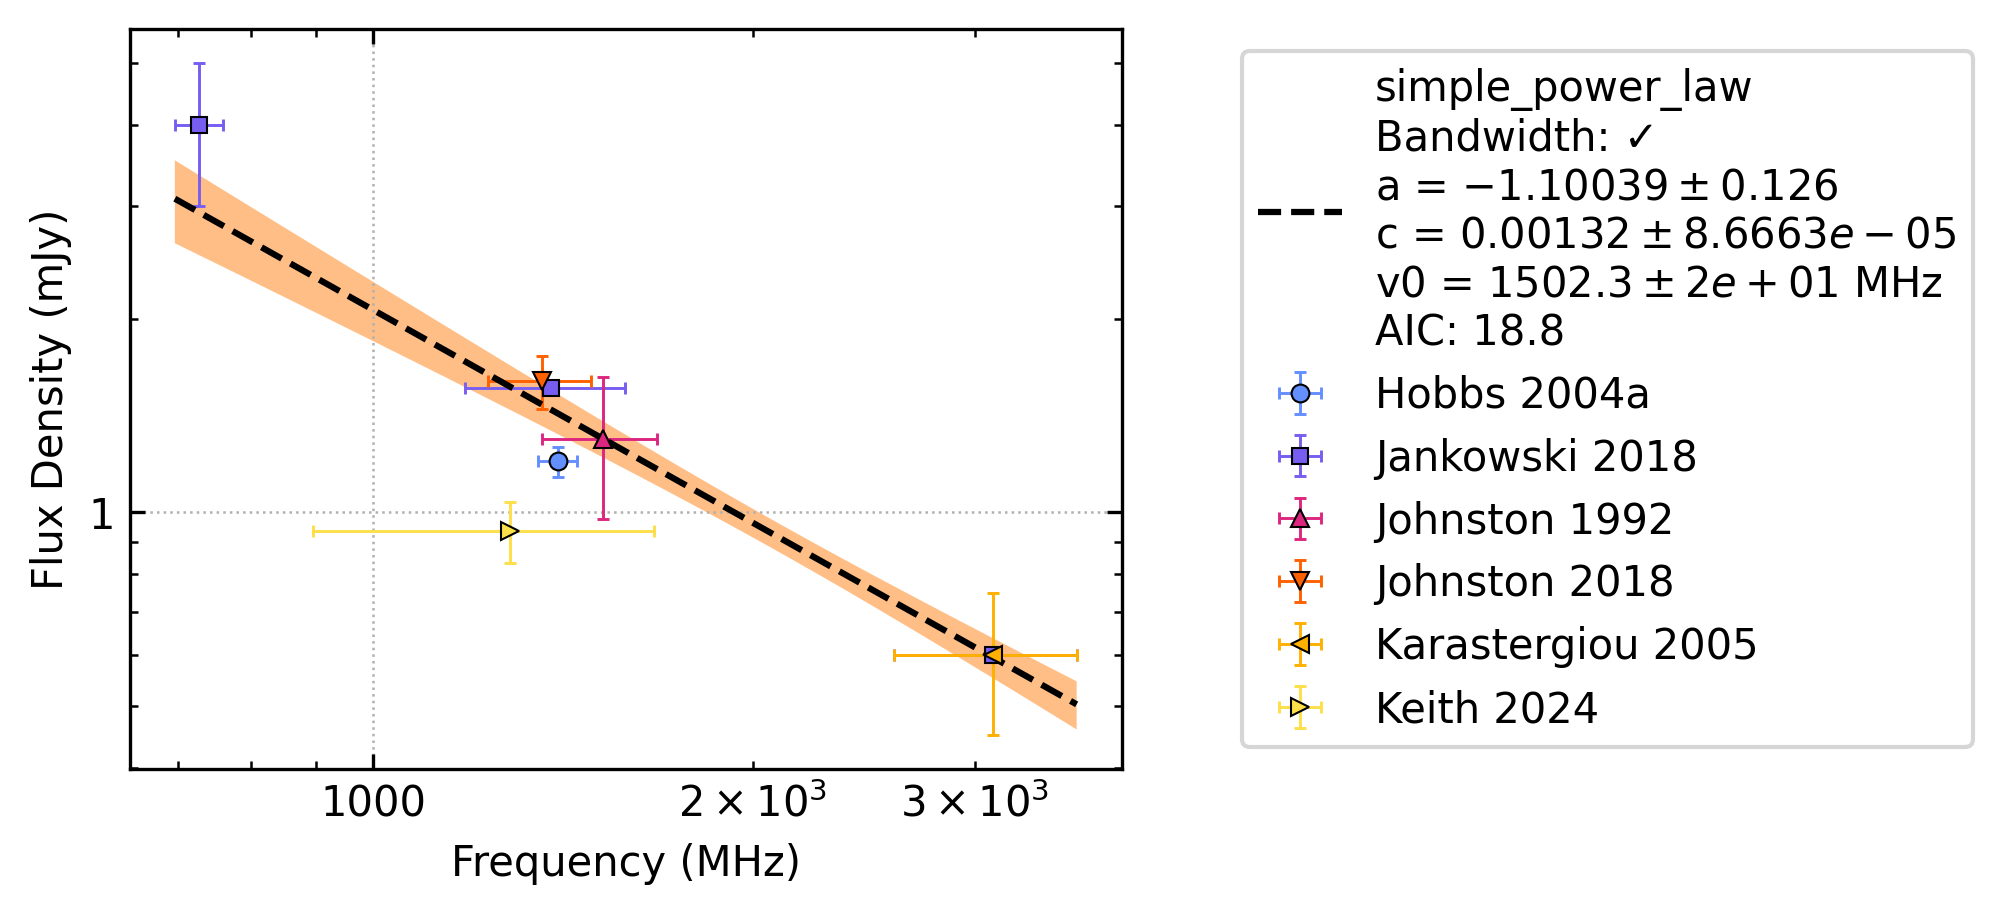 simple_power_law
Bandwidth: ✓
a = −1.10039 ± 0.126
c = 0.00132 ± 8.6663e − 05
v0 = 1502.3 ± 2e + 01 MHz
AIC: 18.8
Hobbs 2004a
Jankowski 2018
Johnston 1992
Johnston 2018
Karastergiou 2005
Keith 2024
Flux Density (mJy)
1
1000
2 × 10³
3 × 10³
Frequency (MHz)